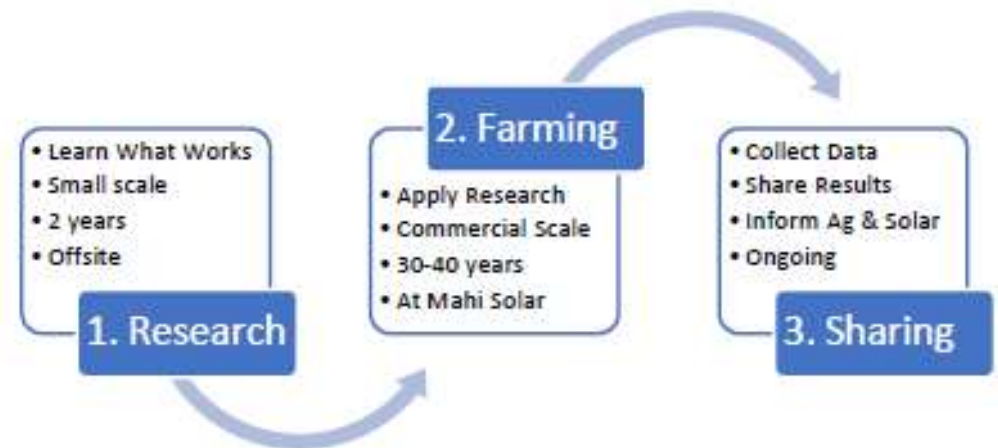 • Learn What Works
• Small scale
• 2 years
• Offsite
1. Research
2. Farming
• Apply Research
• Commercial Scale
• 30-40 years
• At Mahi Solar
• Collect Data
• Share Results
• Inform Ag & Solar
• Ongoing
3. Sharing